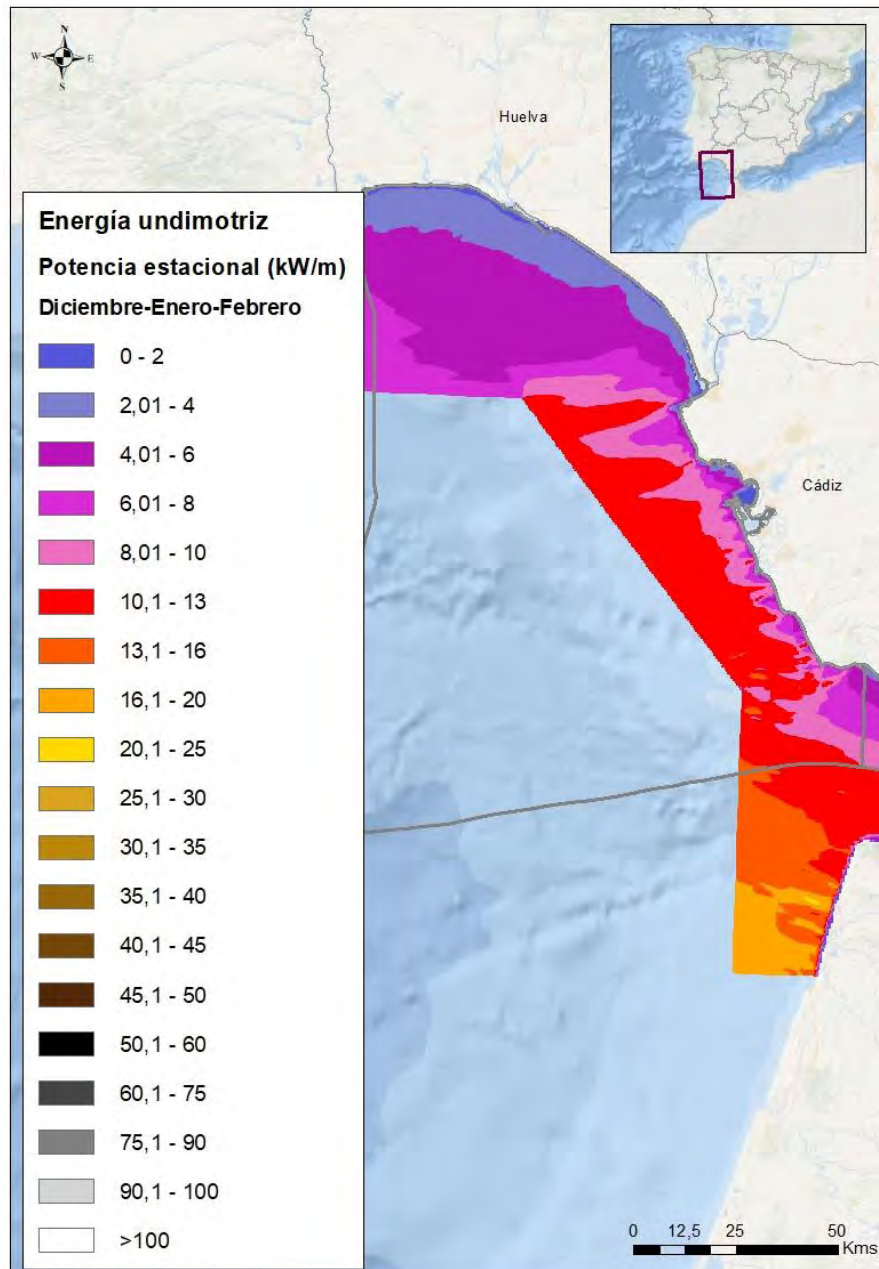 N
W E
S
Huelva
Cádiz
Energía undimotriz
Potencia estacional (kW/m)
Diciembre-Enero-Febrero
0 - 2
2,01 - 4
4,01 - 6
6,01 - 8
8,01 - 10
10,1 - 13
13,1 - 16
16,1 - 20
20,1 - 25
25,1 - 30
30,1 - 35
35,1 - 40
40,1 - 45
45,1 - 50
50,1 - 60
60,1 - 75
75,1 - 90
90,1 - 100
>100
0 12,5 25 50
Kms